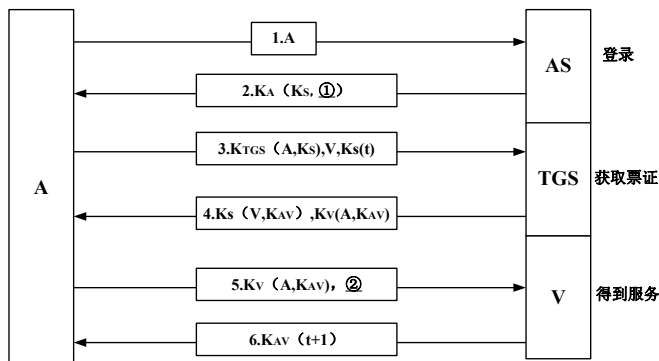 1.A
AS
登录
2.KA（KS, ①）
3.KTGS（A,KS),V,Ks(t)
TGS
获取票证
A
4.Ks（V,KAV）,KV(A,KAV)
5.KV（A,KAV)，②
V
得到服务
6.KAV（t+1）